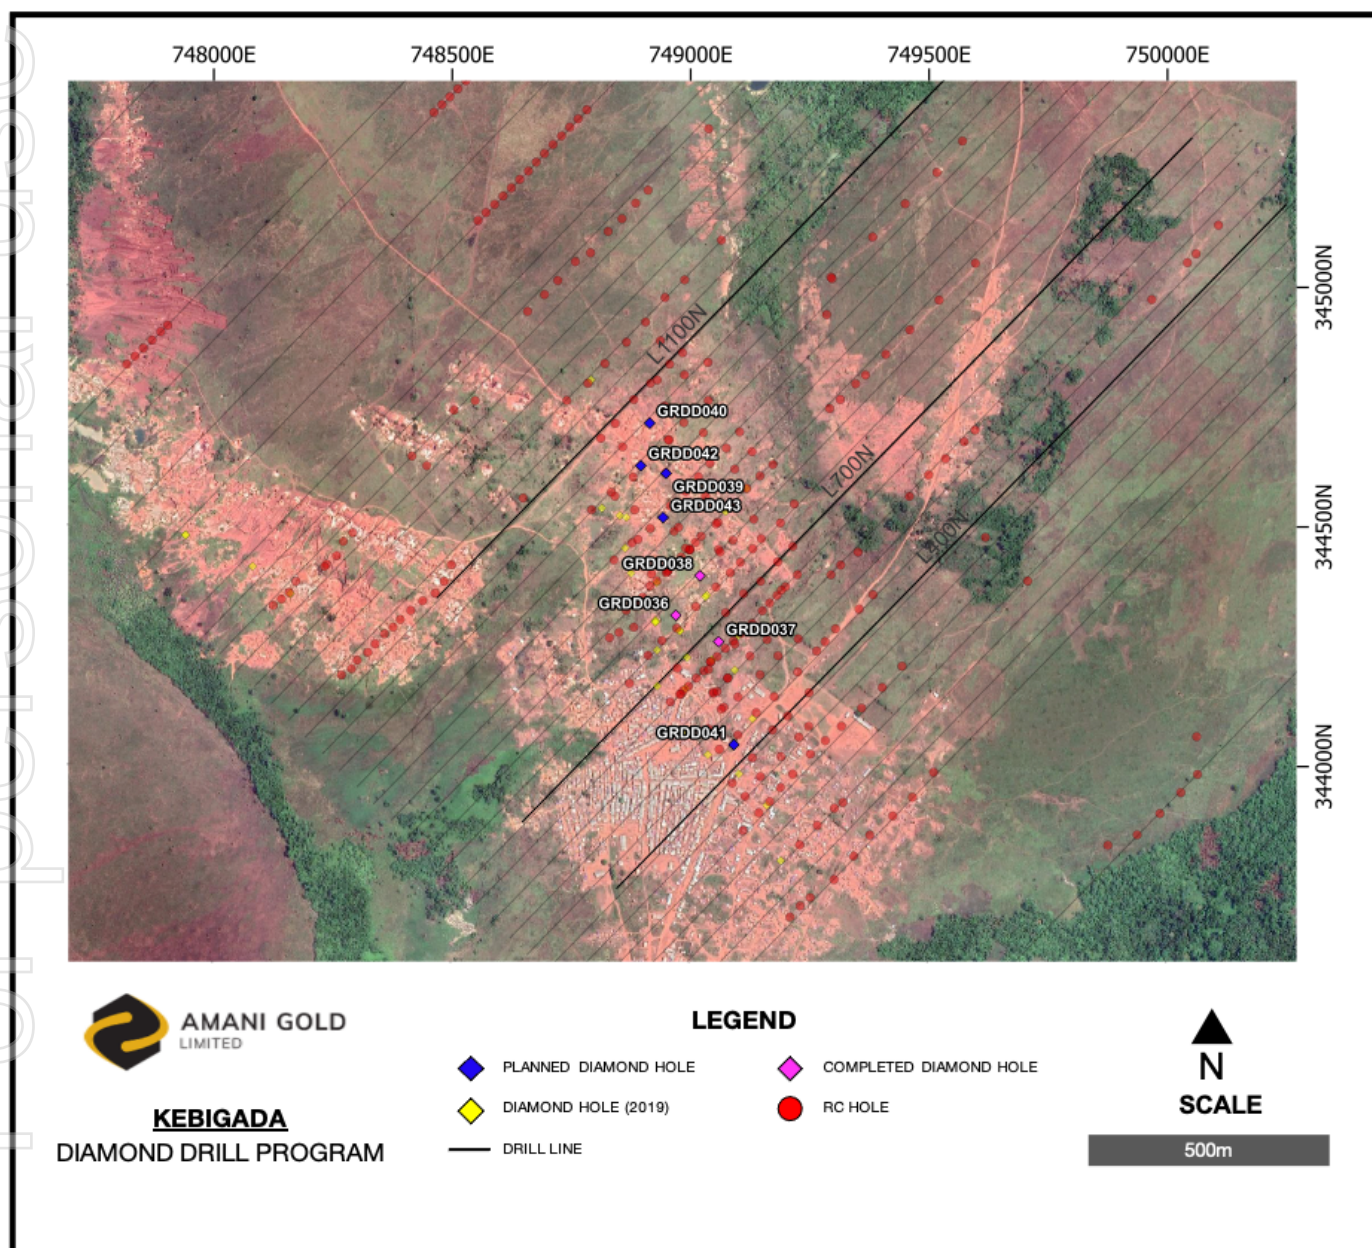 748000E 748500E 749000E 749500E 750000E
345000N
344500N
344000N
L1100N
L700N
L400N
GRDD040
GRDD042
GRDD039
GRDD043
GRDD038
GRDD036
GRDD037
GRDD041
AMANI GOLD
LIMITED
KEBIGADA
DIAMOND DRILL PROGRAM
LEGEND
PLANNED DIAMOND HOLE
COMPLETED DIAMOND HOLE
DIAMOND HOLE (2019)
RC HOLE
DRILL LINE
N
SCALE
500m